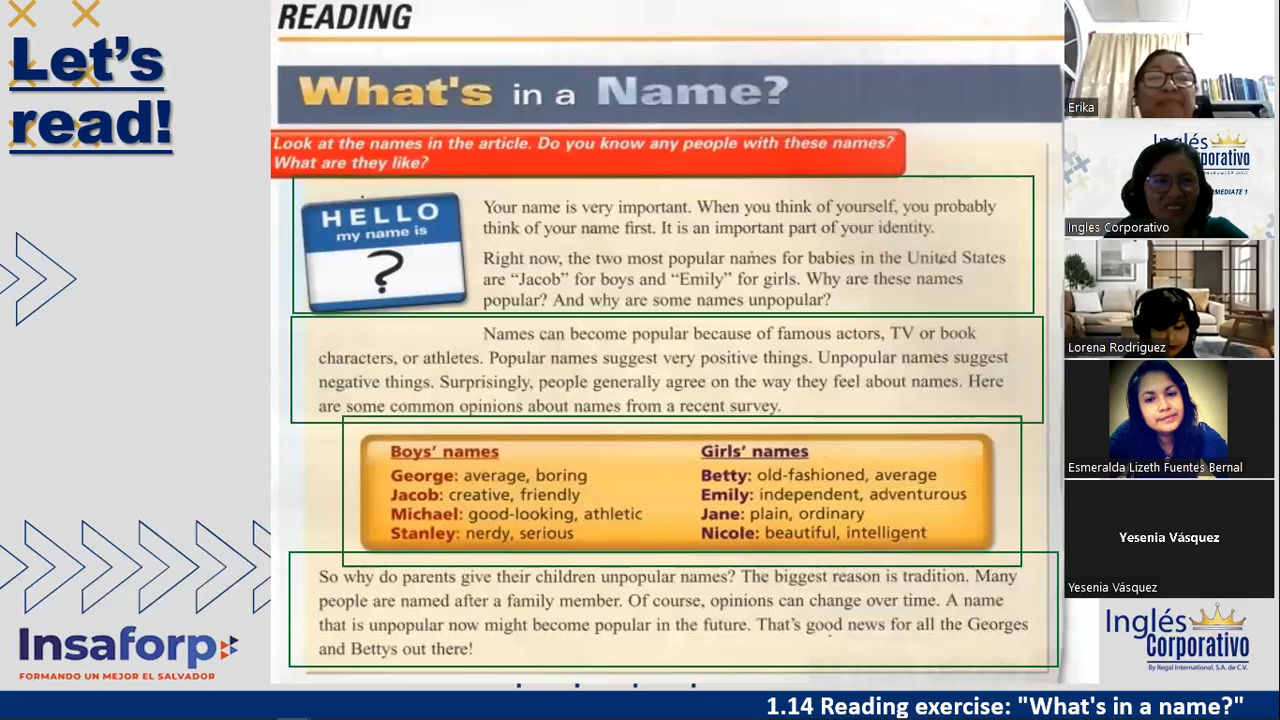 Let's
read!
READING
What's in a Name?
Look at the names in the article. Do you know any people with these names?
What are they like?
HELLO
my name is
?
Your name is very important. When you think of yourself, you probably
think of your name first. It is an important part of your identity.
Right now, the two most popular names for babies in the United States
are “Jacob” for boys and “Emily” for girls. Why are these names
popular? And why are some names unpopular?
Names can become popular because of famous actors, TV or book
characters, or athletes. Popular names suggest very positive things. Unpopular names suggest
negative things. Surprisingly, people generally agree on the way they feel about names. Here
are some common opinions about names from a recent survey.
Boys' names
George: average, boring
Jacob: creative, friendly
Michael: good-looking, athletic
Stanley: nerdy, serious
Girls' names
Betty: old-fashioned, average
Emily: independent, adventurous
Jane: plain, ordinary
Nicole: beautiful, intelligent
So why do parents give their children unpopular names? The biggest reason is tradition. Many
people are named after a family member. Of course, opinions can change over time. A name
that is unpopular now might become popular in the future. That's good news for all the Georges
and Bettys out there!
Insaforp
FORMANDO UN MEJOR EL SALVADOR
Erika
Inglés
Ingles Corporativo
Lorena Rodriguez
Esmeralda Lizeth Fuentes Bernal
Yesenia Vásquez
Yesenia Vásquez
Inglés
Corporativo
By Regal International, S.A. de C.V.
1.14 Reading exercise: "What's in a name?"